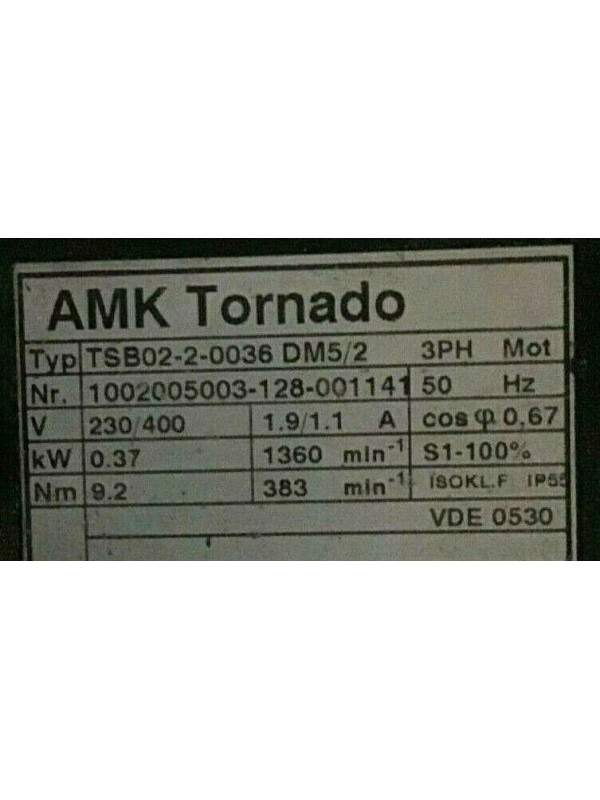 AMK Tornado
Typ TSB02-2-0036 DM5/2 3PH Mot
Nr. 1002005003-128-001141 50 Hz
V 230/400 1.9/1.1 A cos φ 0,67
kW 0.37 1360 min⁻¹ S1-100%
Nm 9.2 383 min⁻¹ ISOKL.F IP55
VDE 0530